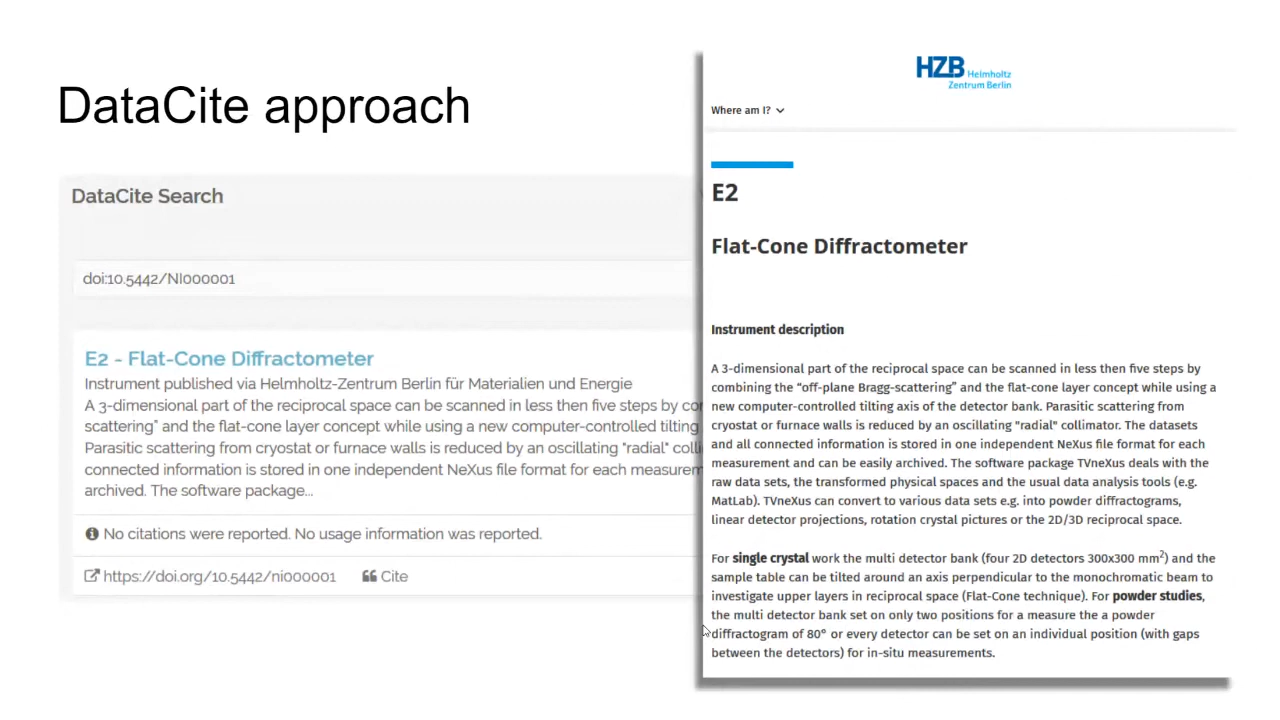 DataCite approach
DataCite Search
doi:10.5442/NI000001
E2 - Flat-Cone Diffractometer
Instrument published via Helmholtz-Zentrum Berlin für Materialien und Energie
A 3-dimensional part of the reciprocal space can be scanned in less then five steps by co
scattering" and the flat-cone layer concept while using a new computer-controlled tilting
Parasitic scattering from cryostat or furnace walls is reduced by an oscillating "radial" coll
connected information is stored in one independent NeXus file format for each measurem
archived. The software package...
No citations were reported. No usage information was reported.
https://doi.org/10.5442/ni000001 Cite
HZB Helmholtz
Zentrum Berlin
Where am I?
E2
Flat-Cone Diffractometer
Instrument description
A 3-dimensional part of the reciprocal space can be scanned in less then five steps by
combining the “off-plane Bragg-scattering” and the flat-cone layer concept while using a
new computer-controlled tilting axis of the detector bank. Parasitic scattering from
cryostat or furnace walls is reduced by an oscillating "radial" collimator. The datasets
and all connected information is stored in one independent NeXus file format for each
measurement and can be easily archived. The software package TVneXus deals with the
raw data sets, the transformed physical spaces and the usual data analysis tools (e.g.
MatLab). TVneXus can convert to various data sets e.g. into powder diffractograms,
linear detector projections, rotation crystal pictures or the 2D/3D reciprocal space.
For single crystal work the multi detector bank (four 2D detectors 300x300 mm²) and the
sample table can be tilted around an axis perpendicular to the monochromatic beam to
investigate upper layers in reciprocal space (Flat-Cone technique). For powder studies,
the multi detector bank set on only two positions for a measure the a powder
diffractogram of 80° or every detector can be set on an individual position (with gaps
between the detectors) for in-situ measurements.